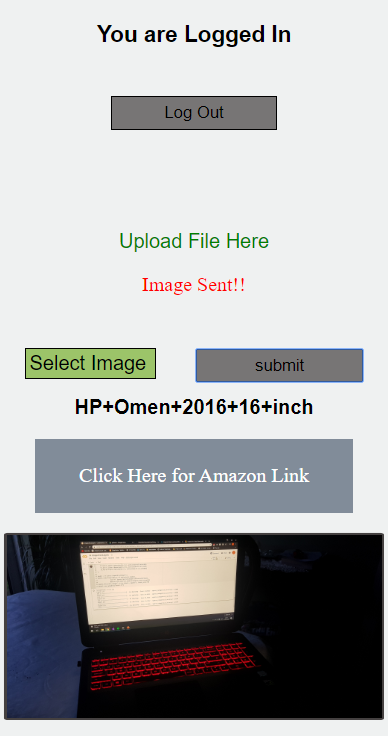 You are Logged In
Log Out
Upload File Here
Image Sent!!
Select Image
submit
HP+Omen+2016+16+inch
Click Here for Amazon Link